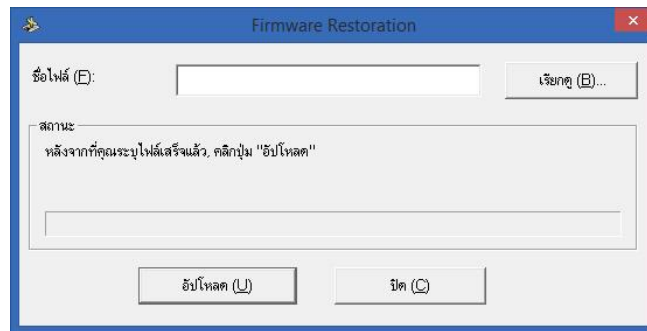 Firmware Restoration
ชื่อไฟล์ (F):
เรียกดู (B)...
สถานะ
หลังจากที่คุณระบุไฟล์เสร็จแล้ว, คลิกปุ่ม "อัปโหลด"
อัปโหลด (U)
ปิด (C)